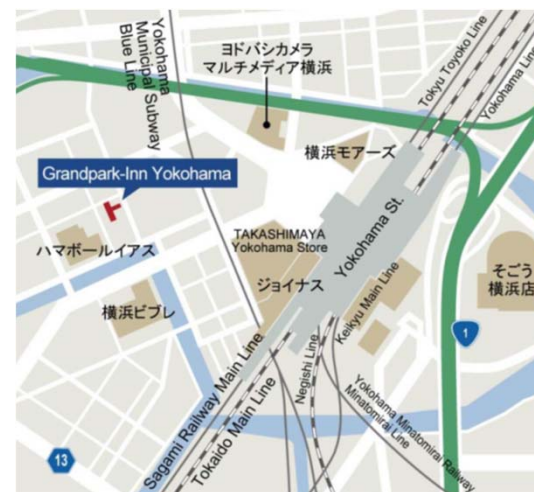 Yokohama
Municipal Subway
Blue Line
ヨドバシカメラ
マルチメディア横浜
Tokyu Toyoko Line
Yokohama Line
横浜モアーズ
Grandpark-Inn Yokohama
TAKASHIMAYA
Yokohama Store
Yokohama St.
ハマボールイアス
ジョイナス
そごう
横浜店
横浜ビブレ
Keikyu Main Line
Negishi Line
1
Sagami Railway Main Line
Tokaido Main Line
Yokohama Minatomirai Railway
Minatomirai Line
13